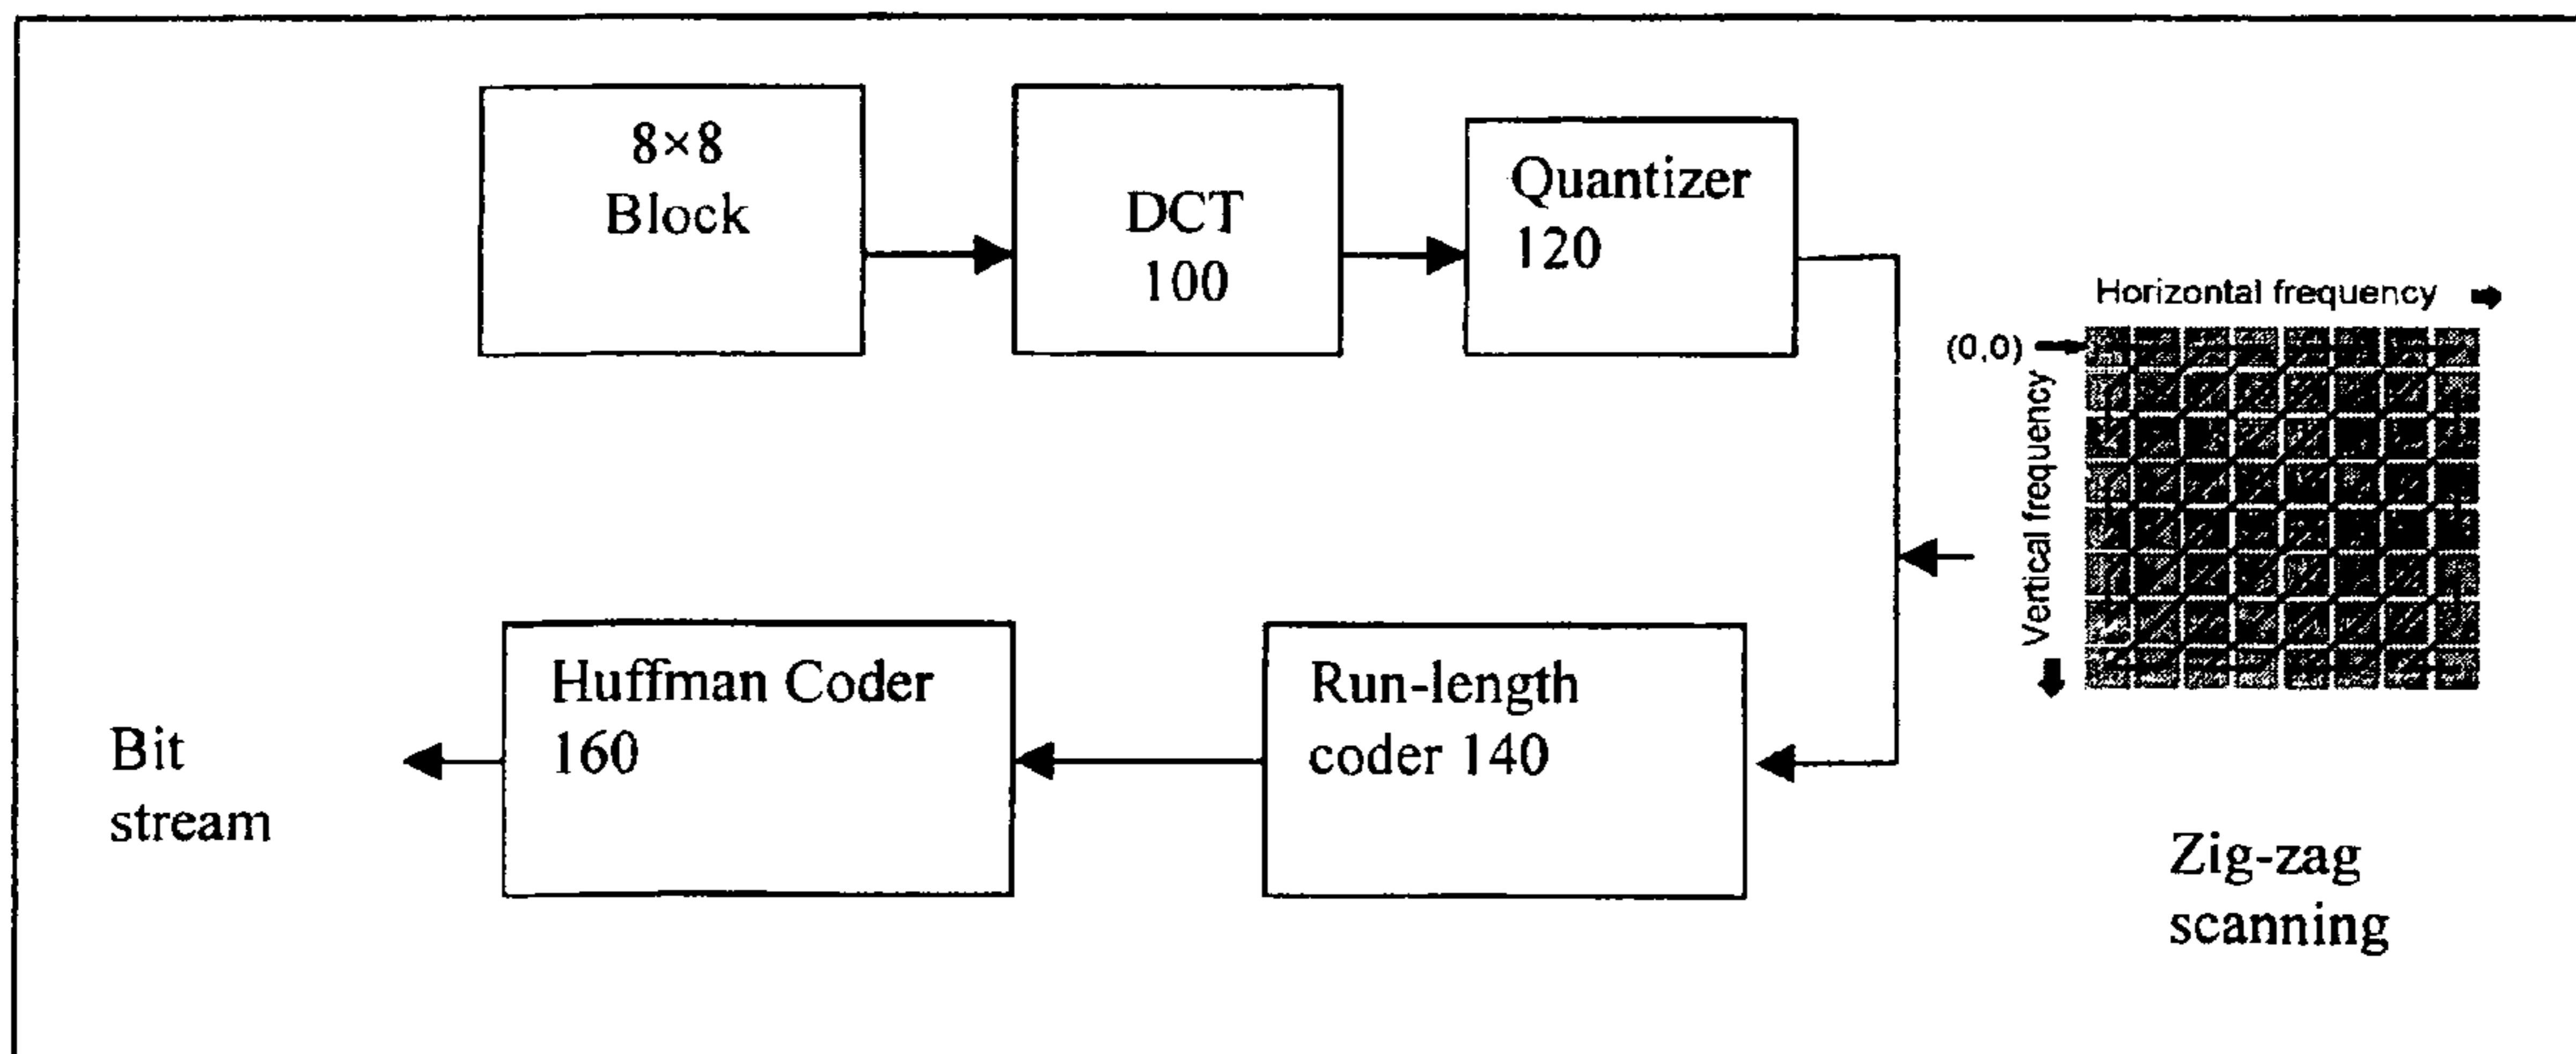 8×8
Block
DCT
100
Quantizer
120
Horizontal frequency
(0,0)
Vertical frequency
Huffman Coder
160
Run-length
coder 140
Bit
stream
Zig-zag
scanning